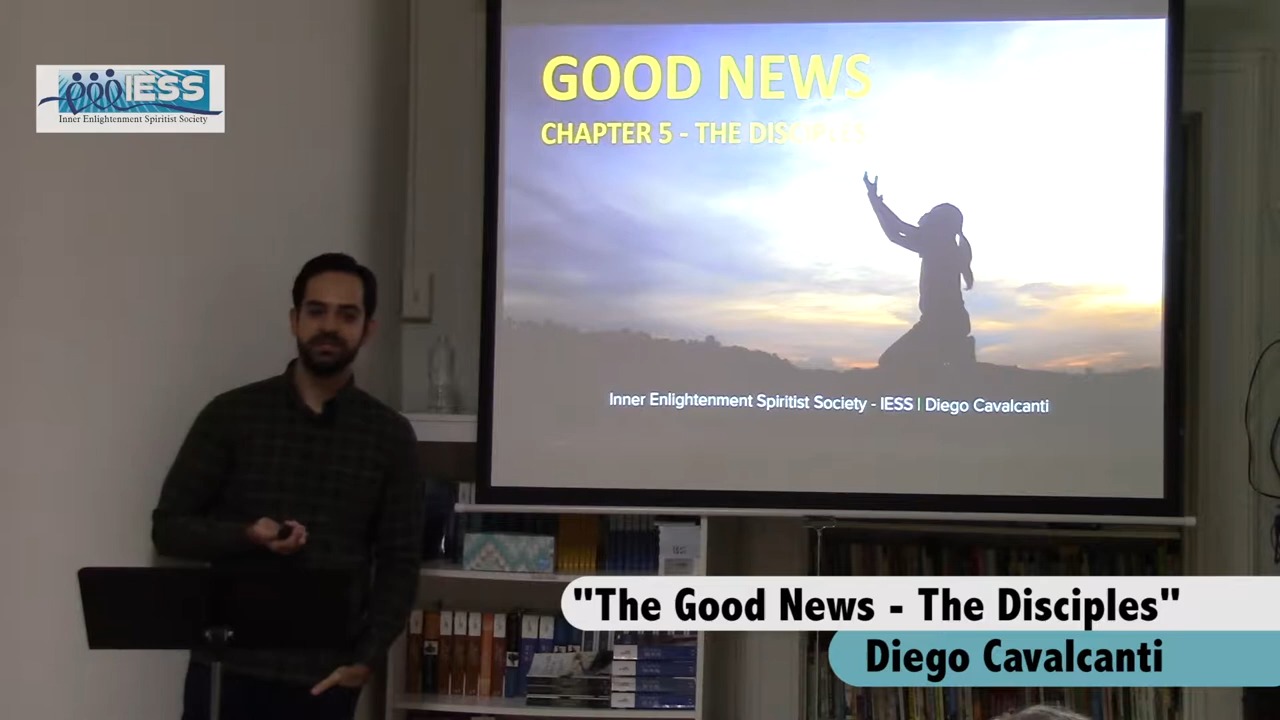 IESS
Inner Enlightenment Spiritist Society
GOOD NEWS
CHAPTER 5 - THE DISCIPLES
Inner Enlightenment Spiritist Society - IESS | Diego Cavalcanti
"The Good News - The Disciples"
Diego Cavalcanti